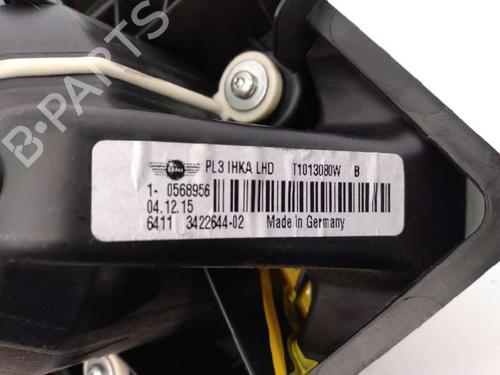 B-PARTS
PL3 IHKA LHD T1013080W B
1- 0568956
04.12.15
6411 3422644-02 Made in Germany